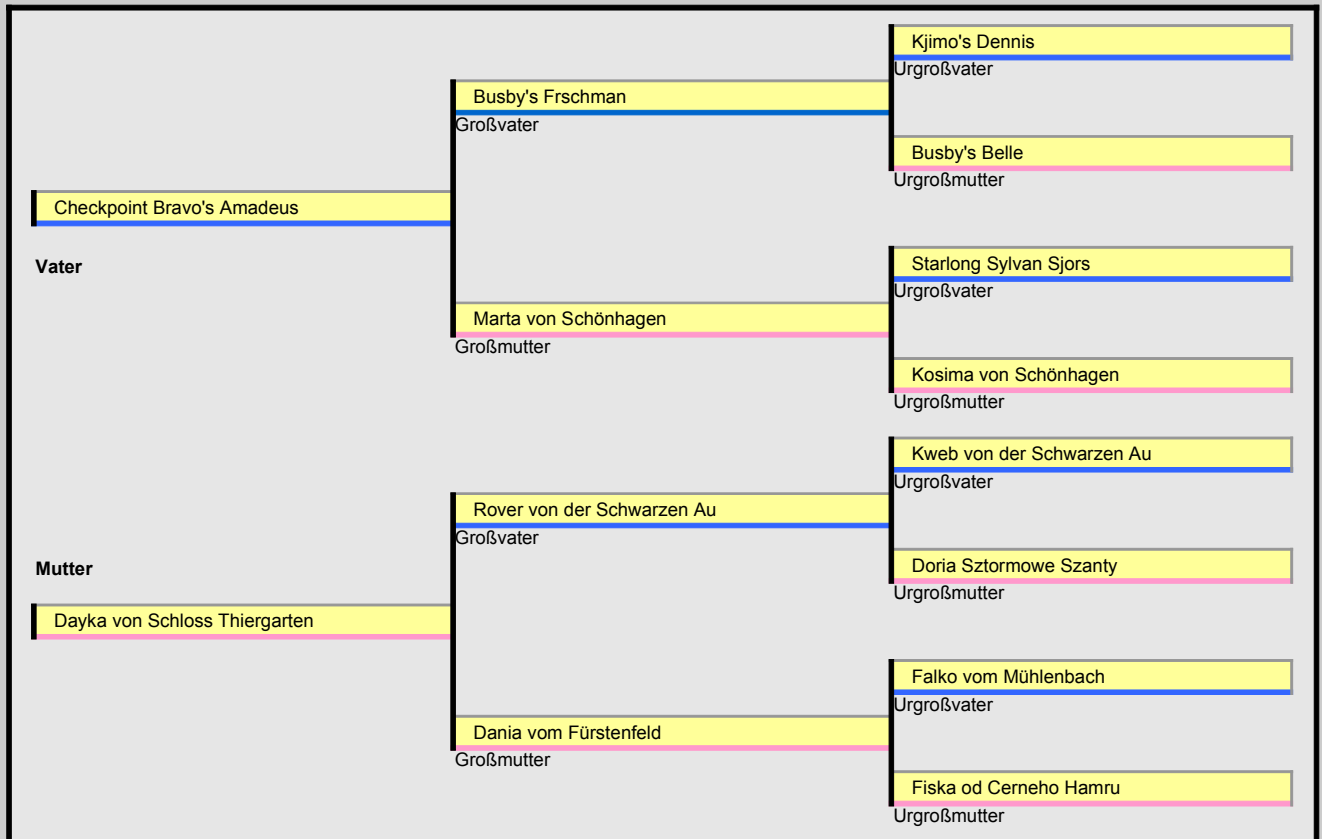 Kjimo's Dennis
Urgroßvater
Busby's Frschman
Großvater
Busby's Belle
Urgroßmutter
Checkpoint Bravo's Amadeus
Vater
Starlong Sylvan Sjors
Urgroßvater
Marta von Schönhagen
Großmutter
Kosima von Schönhagen
Urgroßmutter
Kweb von der Schwarzen Au
Urgroßvater
Rover von der Schwarzen Au
Großvater
Mutter
Doria Sztormowe Szanty
Urgroßmutter
Dayka von Schloss Thiergarten
Falko vom Mühlenbach
Urgroßvater
Dania vom Fürstenfeld
Großmutter
Fiska od Cerneho Hamru
Urgroßmutter